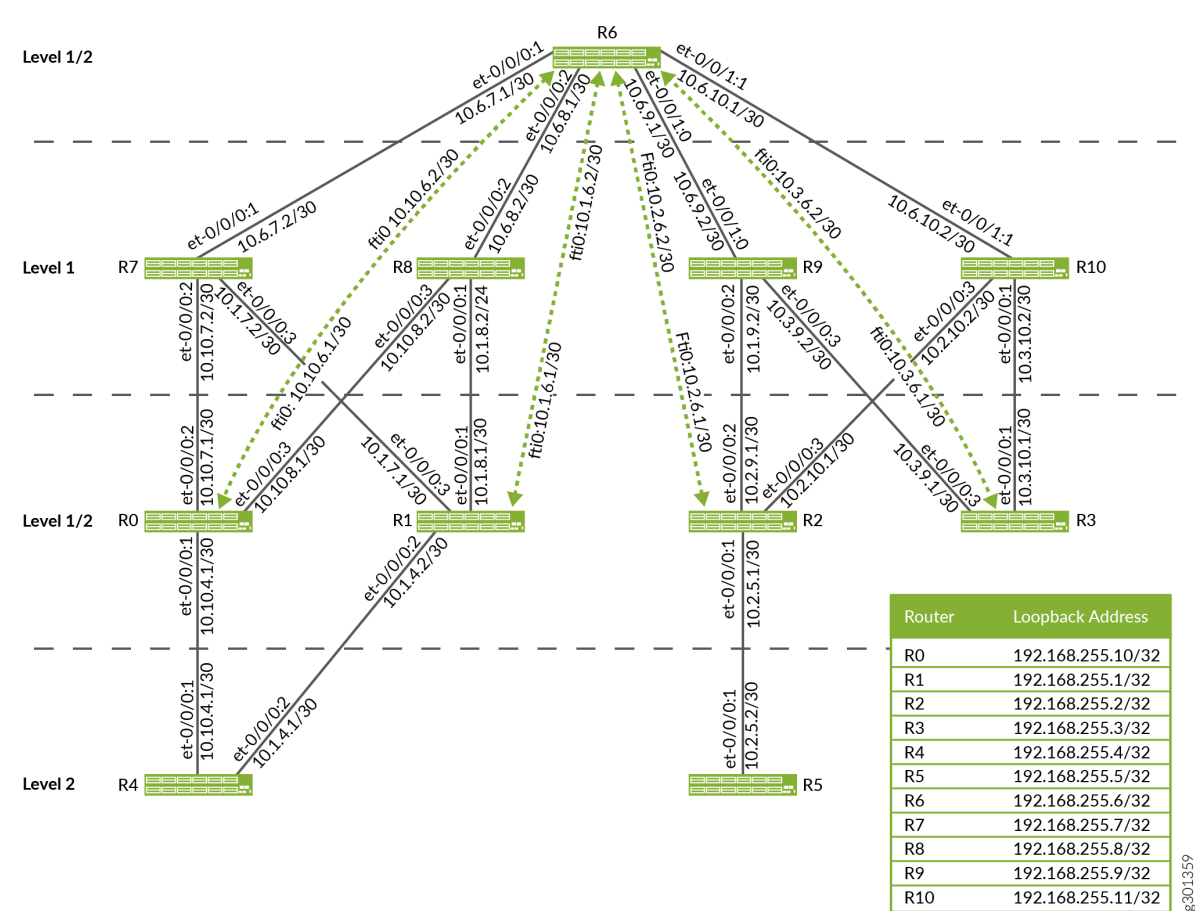 R6
Level 1/2
et-0/0/0:1
10.6.7.1/30
et-0/0/0:2
10.6.8.1/30
et-0/0/1:0
10.6.9.1/30
et-0/0/1:1
10.6.10.1/30
fti0 10.10.6.2/30
fti0:10.1.6.2/30
Fti0:10.2.6.2/30
fti0:10.3.6.2/30
et-0/0/0:1
10.6.7.2/30
et-0/0/0:2
10.6.8.2/30
et-0/0/1:0
10.6.9.2/30
et-0/0/1:1
10.6.10.2/30
Level 1
R7
R8
R9
R10
et-0/0/0:2
10.10.7.2/30
et-0/0/0:3
10.1.7.2/30
et-0/0/0:3
10.10.8.2/30
et-0/0/0:1
10.1.8.2/24
et-0/0/0:2
10.1.9.2/30
et-0/0/0:3
10.3.9.2/30
et-0/0/0:3
10.2.10.2/30
et-0/0/0:1
10.3.10.2/30
fti0: 10.10.6.1/30
fti0:10.1.6.1/30
Fti0:10.2.6.1/30
fti0:10.3.6.1/30
et-0/0/0:2
10.10.7.1/30
et-0/0/0:3
10.10.8.1/30
et-0/0/0:3
10.1.7.1/30
et-0/0/0:1
10.1.8.1/30
et-0/0/0:2
10.2.9.1/30
et-0/0/0:3
10.2.10.1/30
et-0/0/0:3
10.3.9.1/30
et-0/0/0:1
10.3.10.1/30
Level 1/2
R0
R1
R2
R3
et-0/0/0:1
10.10.4.1/30
et-0/0/0:2
10.1.4.2/30
et-0/0/0:1
10.2.5.1/30
et-0/0/0:1
10.10.4.1/30
et-0/0/0:2
10.1.4.1/30
et-0/0/0:1
10.2.5.2/30
Level 2
R4
R5
Router Loopback Address
R0 192.168.255.10/32
R1 192.168.255.1/32
R2 192.168.255.2/32
R3 192.168.255.3/32
R4 192.168.255.4/32
R5 192.168.255.5/32
R6 192.168.255.6/32
R7 192.168.255.7/32
R8 192.168.255.8/32
R9 192.168.255.9/32
R10 192.168.255.11/32
g301359